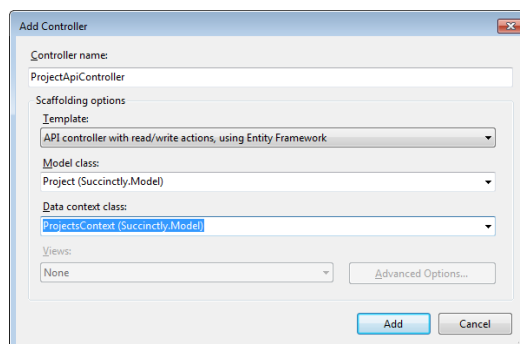 Add Controller
Controller name:
ProjectApiController
Scaffolding options
Template:
API controller with read/write actions, using Entity Framework
Model class:
Project (Succinctly.Model)
Data context class:
ProjectsContext (Succinctly.Model)
Views:
None
Advanced Options...
Add Cancel